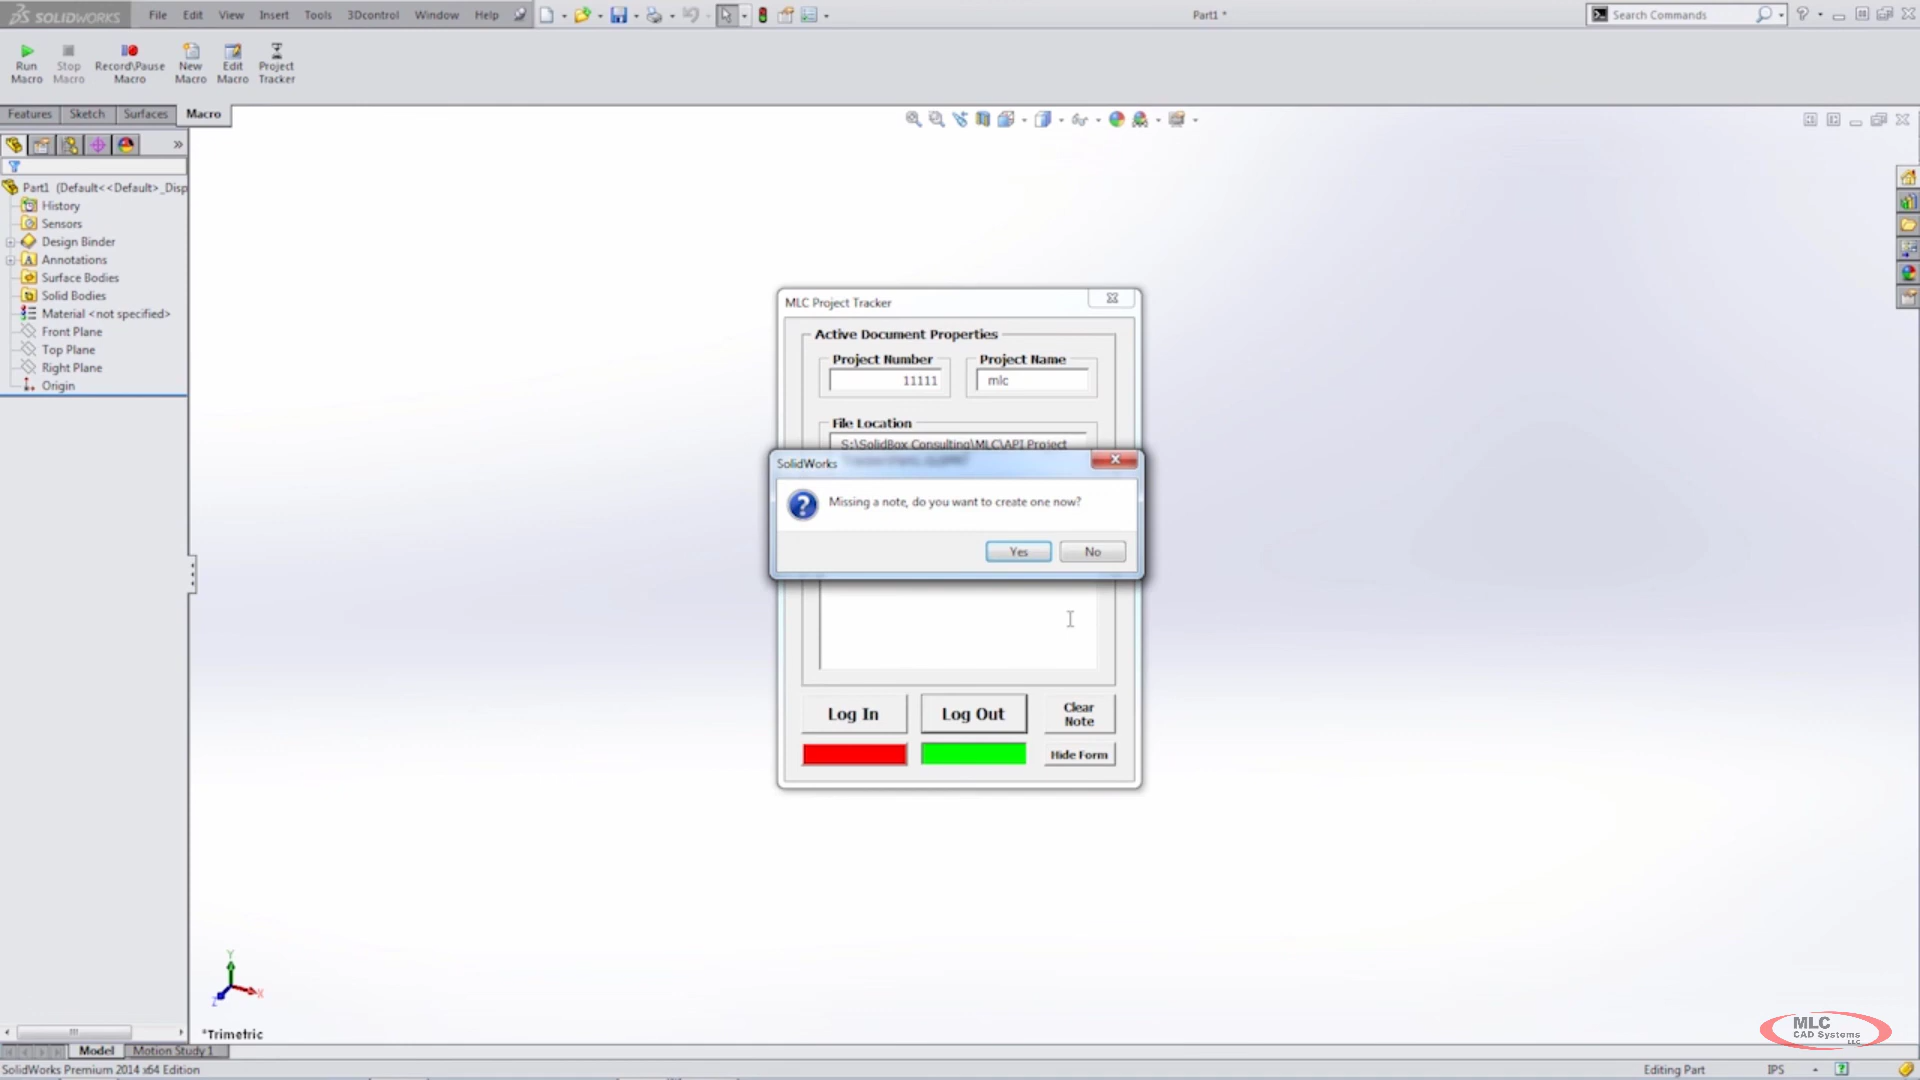 SOLIDWORKS File Edit View Insert Tools 3Dcontrol Window Help Part1 * Search Commands
Run Macro
Stop Macro
Record\Pause Macro
New Macro
Edit Macro
Project Tracker
Features Sketch Surfaces Macro
Part1 (Default<<Default>_Disp
History
Sensors
Design Binder
Annotations
Surface Bodies
Solid Bodies
Material <not specified>
Front Plane
Top Plane
Right Plane
Origin
MLC Project Tracker
Active Document Properties
Project Number Project Name
11111 mlc
File Location
S:\SolidBox Consulting\MLC\API Project
SolidWorks
Missing a note, do you want to create one now?
Yes No
Log In Log Out Clear Note
Hide Form
Y
X
Z
*Trimetric
MLC
CAD Systems
LLC
Model Motion Study 1
SolidWorks Premium 2014 x64 Edition Editing Part IPS